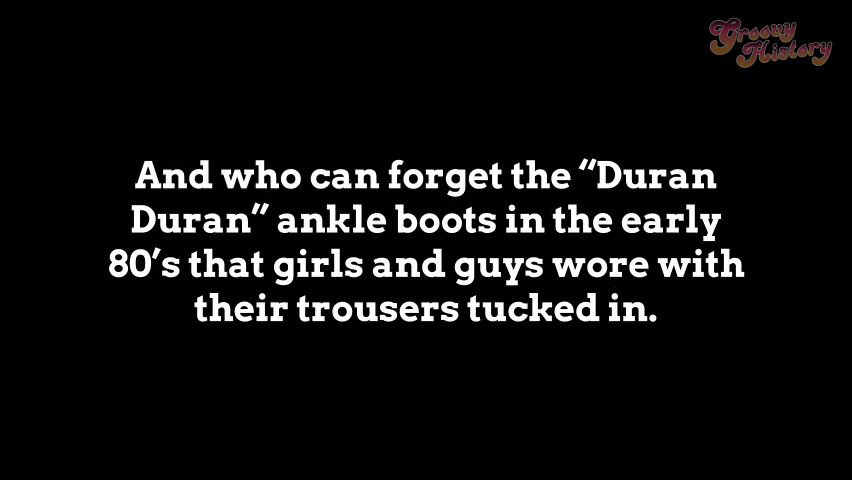 Groovy
History
And who can forget the “Duran
Duran” ankle boots in the early
80’s that girls and guys wore with
their trousers tucked in.